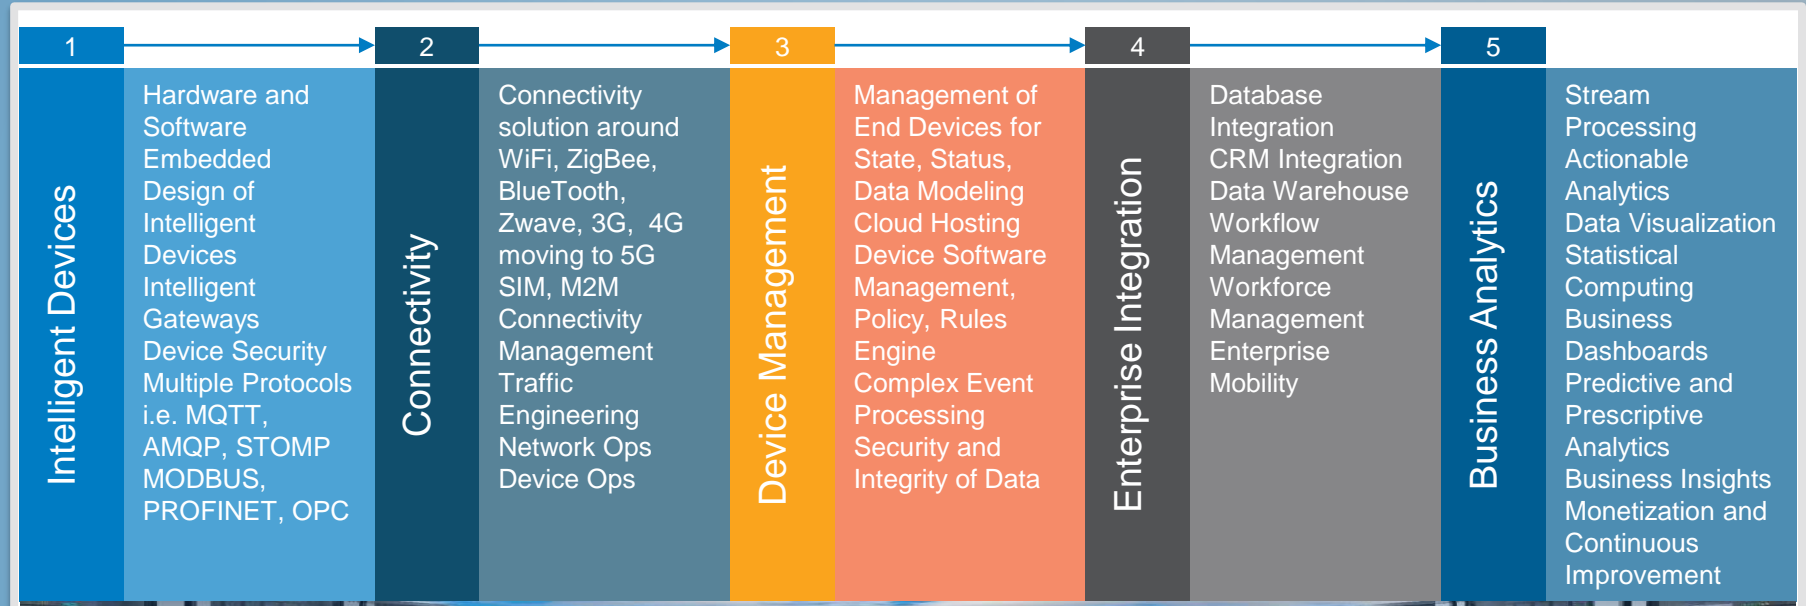 1
Intelligent Devices
Hardware and
Software
Embedded
Design of
Intelligent
Devices
Intelligent
Gateways
Device Security
Multiple Protocols
i.e. MQTT,
AMQP, STOMP
MODBUS,
PROFINET, OPC
2
Connectivity
Connectivity
solution around
WiFi, ZigBee,
BlueTooth,
Zwave, 3G, 4G
moving to 5G
SIM, M2M
Connectivity
Management
Traffic
Engineering
Network Ops
Device Ops
3
Device Management
Management of
End Devices for
State, Status,
Data Modeling
Cloud Hosting
Device Software
Management,
Policy, Rules
Engine
Complex Event
Processing
Security and
Integrity of Data
4
Enterprise Integration
Database
Integration
CRM Integration
Data Warehouse
Workflow
Management
Workforce
Management
Enterprise
Mobility
5
Business Analytics
Stream
Processing
Actionable
Analytics
Data Visualization
Statistical
Computing
Business
Dashboards
Predictive and
Prescriptive
Analytics
Business Insights
Monetization and
Continuous
Improvement